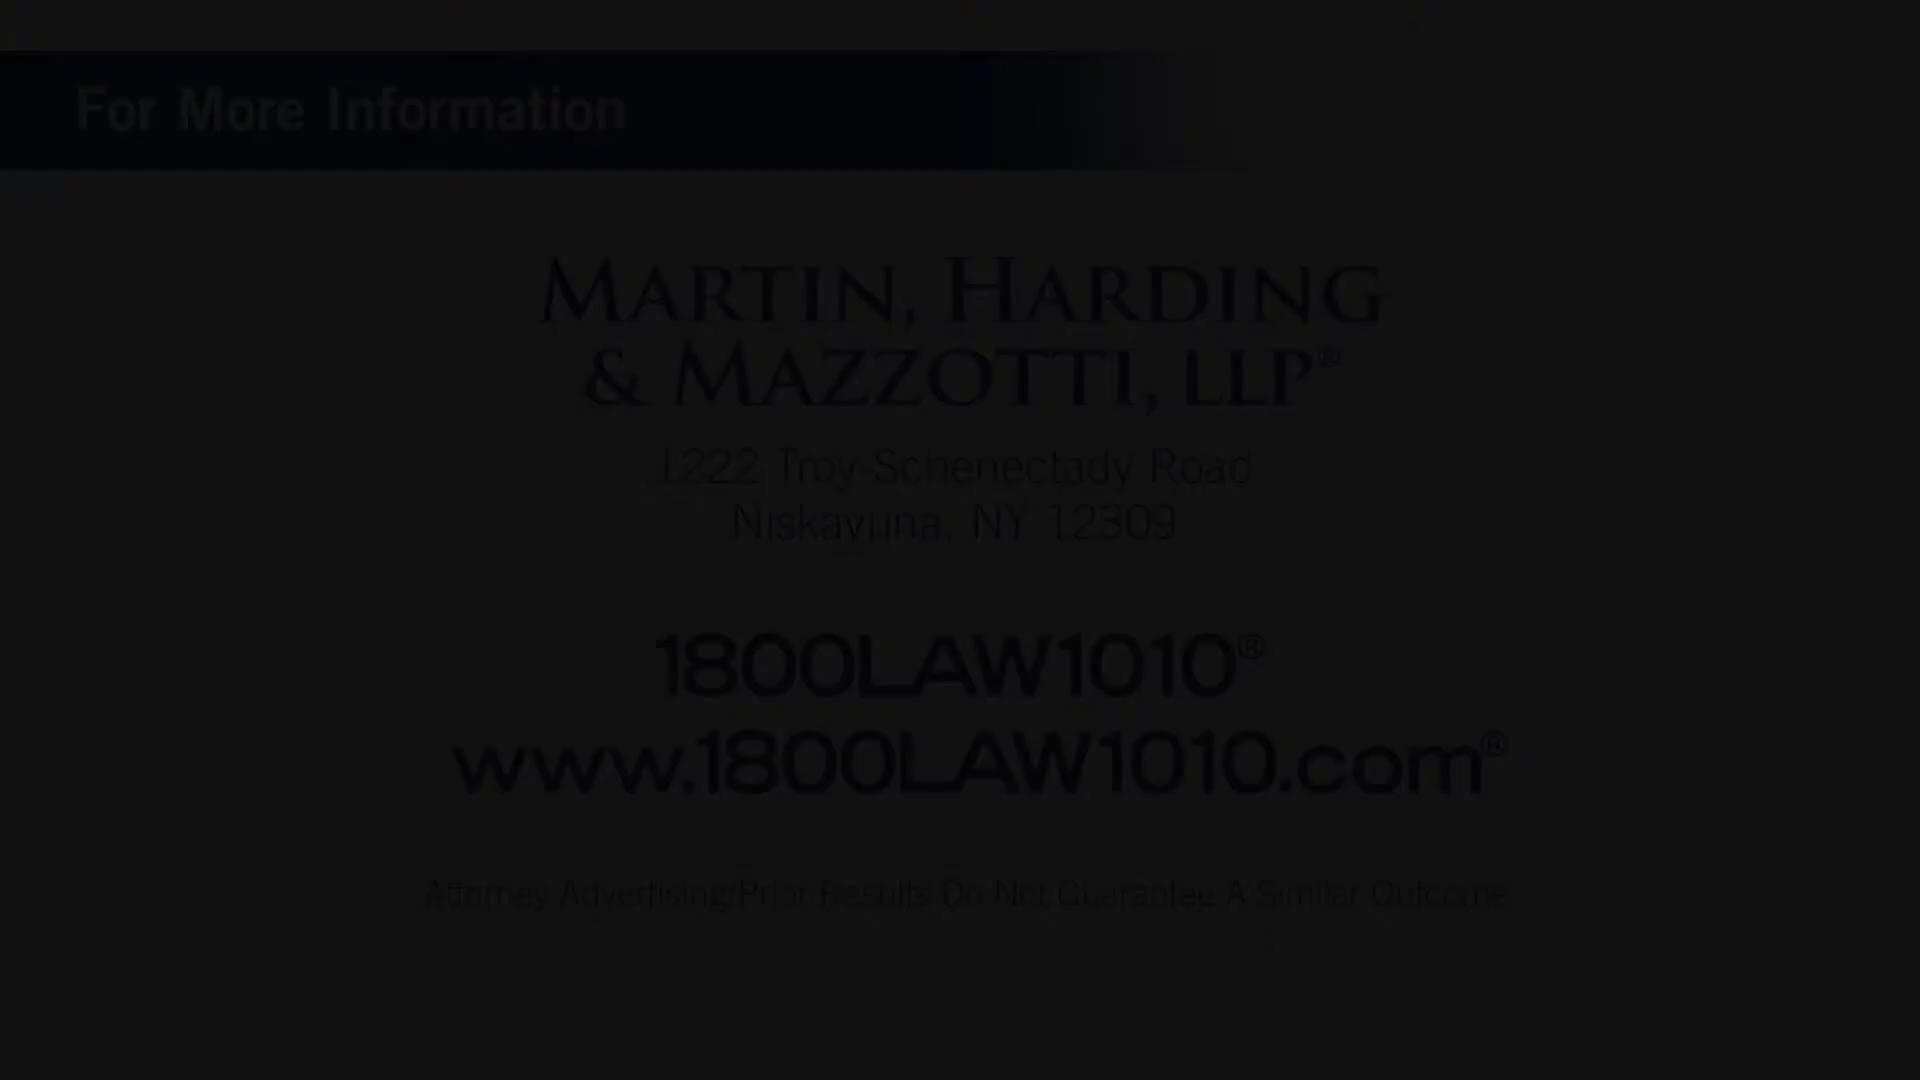 For More Information
MARTIN, HARDING
& MAZZOTTI, LLP®
1222 Troy-Schenectady Road
Niskayuna, NY 12309
1800LAW1010®
www.1800LAW1010.com®
Attorney Advertising/Prior Results Do Not Guarantee A Similar Outcome